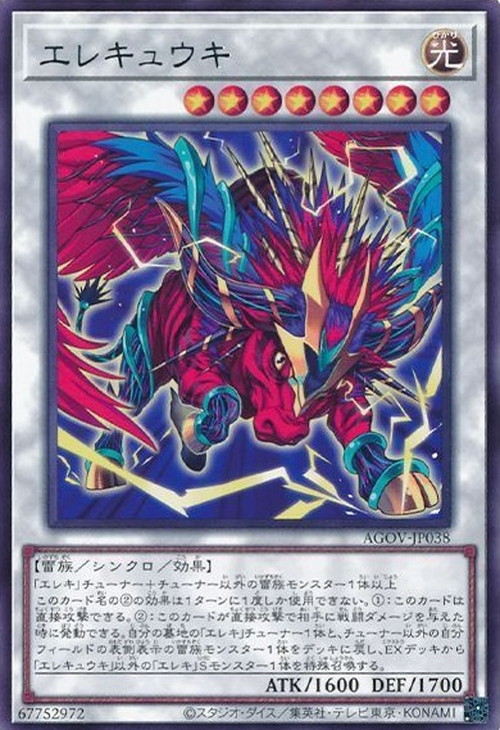 エレキュウキ
光
AGOV-JP038
【雷族／シンクロ／効果】
「エレキ」チューナー＋チューナー以外の雷族モンスター1体以上
このカード名の②の効果は1ターンに1度しか使用できない。①：このカードは
直接攻撃できる。②：このカードが直接攻撃で相手に戦闘ダメージを与えた
時に発動できる。自分の墓地の「エレキ」チューナー1体と、チューナー以外の自分
フィールドの表側表示の雷族モンスター1体をデッキに戻し、EXデッキから
「エレキュウキ」以外の「エレキ」Sモンスター1体を特殊召喚する。
ATK/1600 DEF/1700
67752972 ©スタジオ・ダイス／集英社・テレビ東京・KONAMI